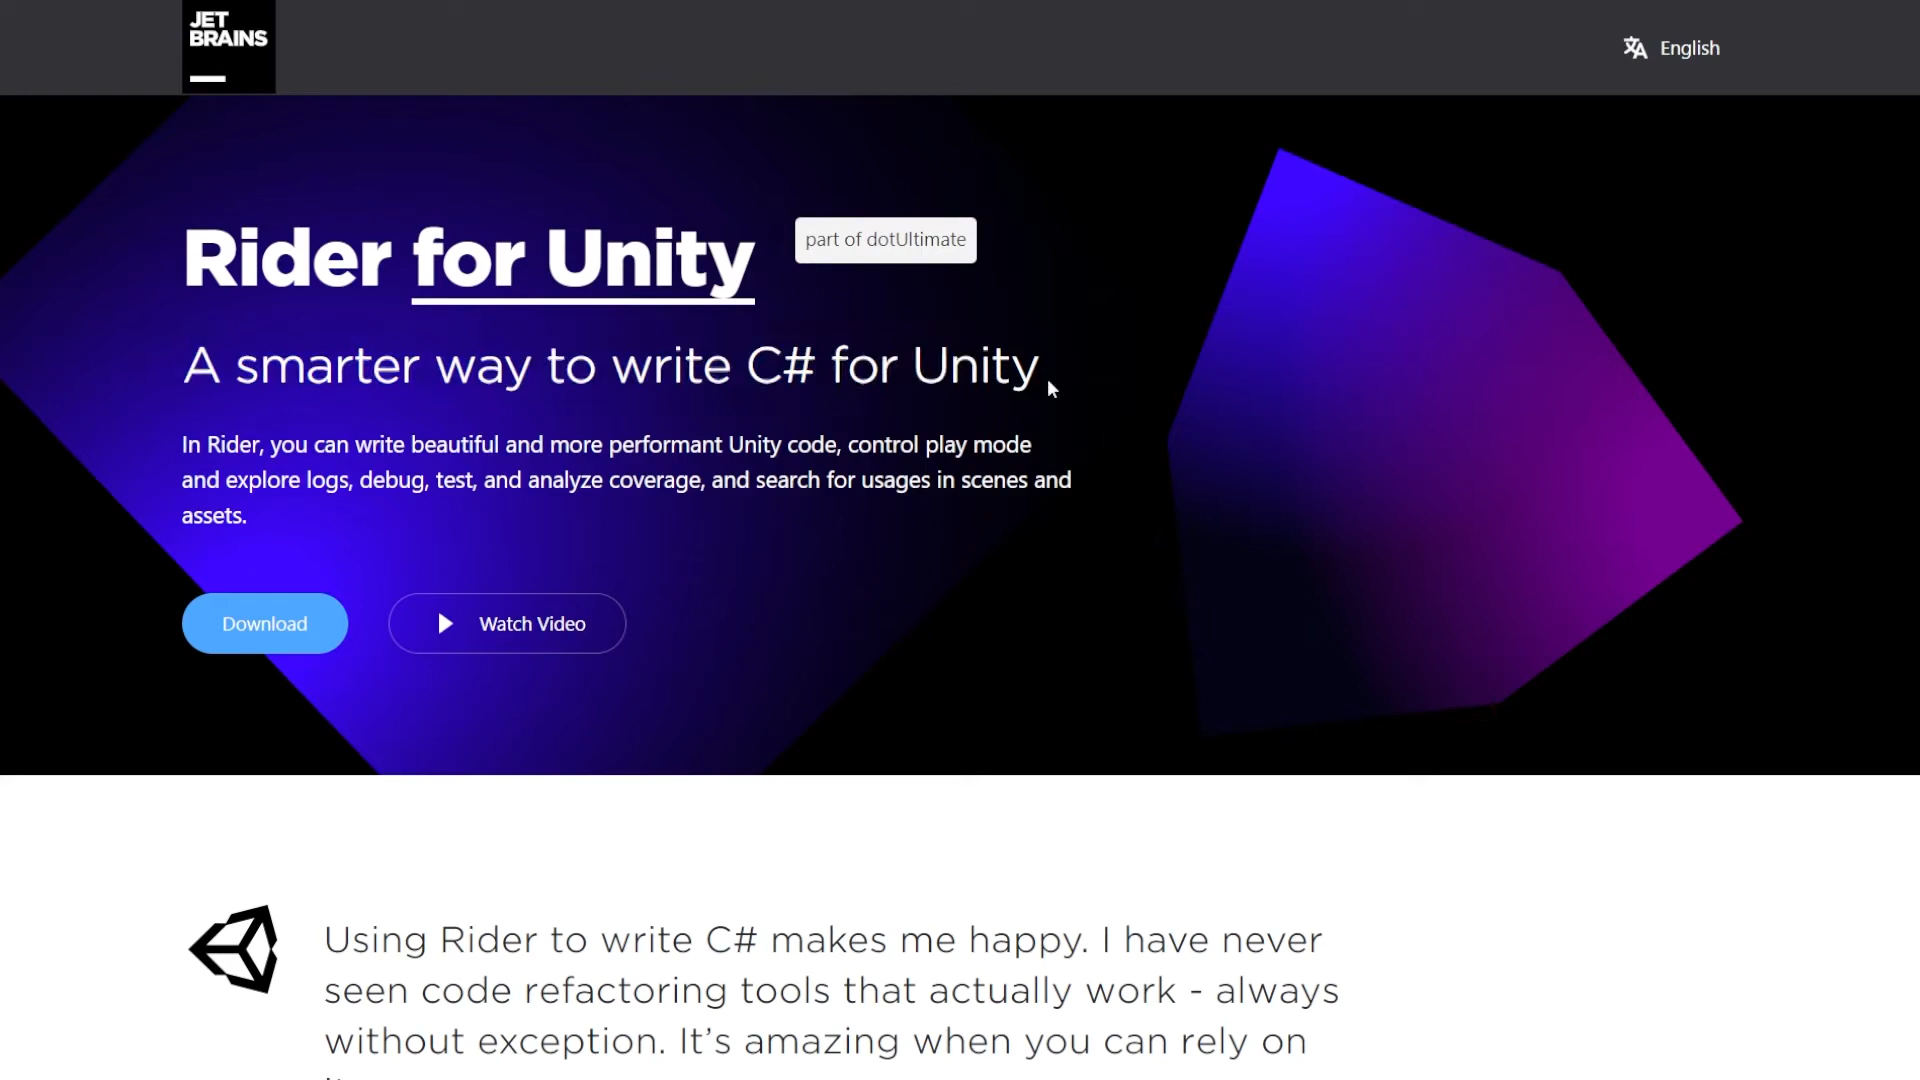 JET
BRAINS
English
Rider for Unity
part of dotUltimate
A smarter way to write C# for Unity
In Rider, you can write beautiful and more performant Unity code, control play mode
and explore logs, debug, test, and analyze coverage, and search for usages in scenes and
assets.
Download
Watch Video
Using Rider to write C# makes me happy. I have never
seen code refactoring tools that actually work - always
without exception. It’s amazing when you can rely on